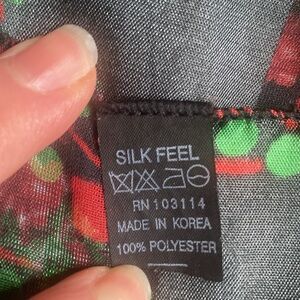 SILK FEEL
RN 103114
MADE IN KOREA
100% POLYESTER